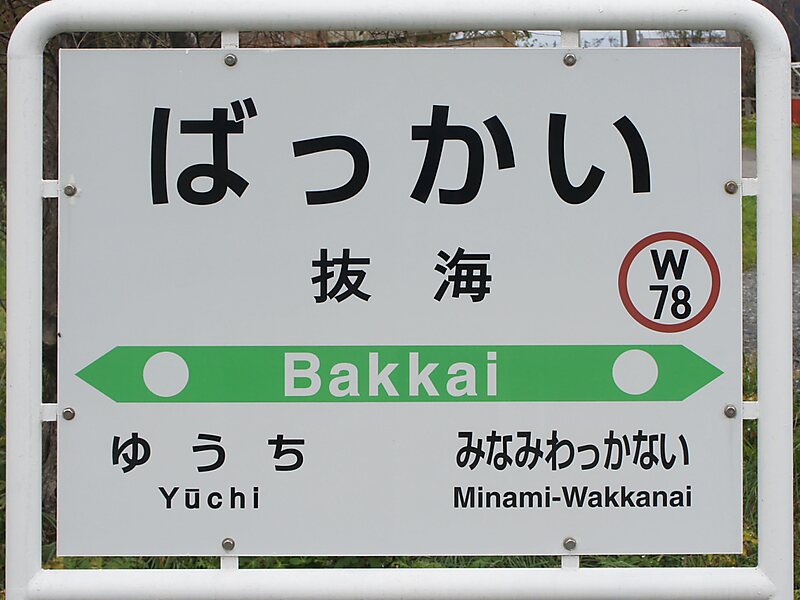 ばっかい
抜 海
W
78
Bakkai
ゆうち
Yūchi
みなみわっかない
Minami-Wakkanai